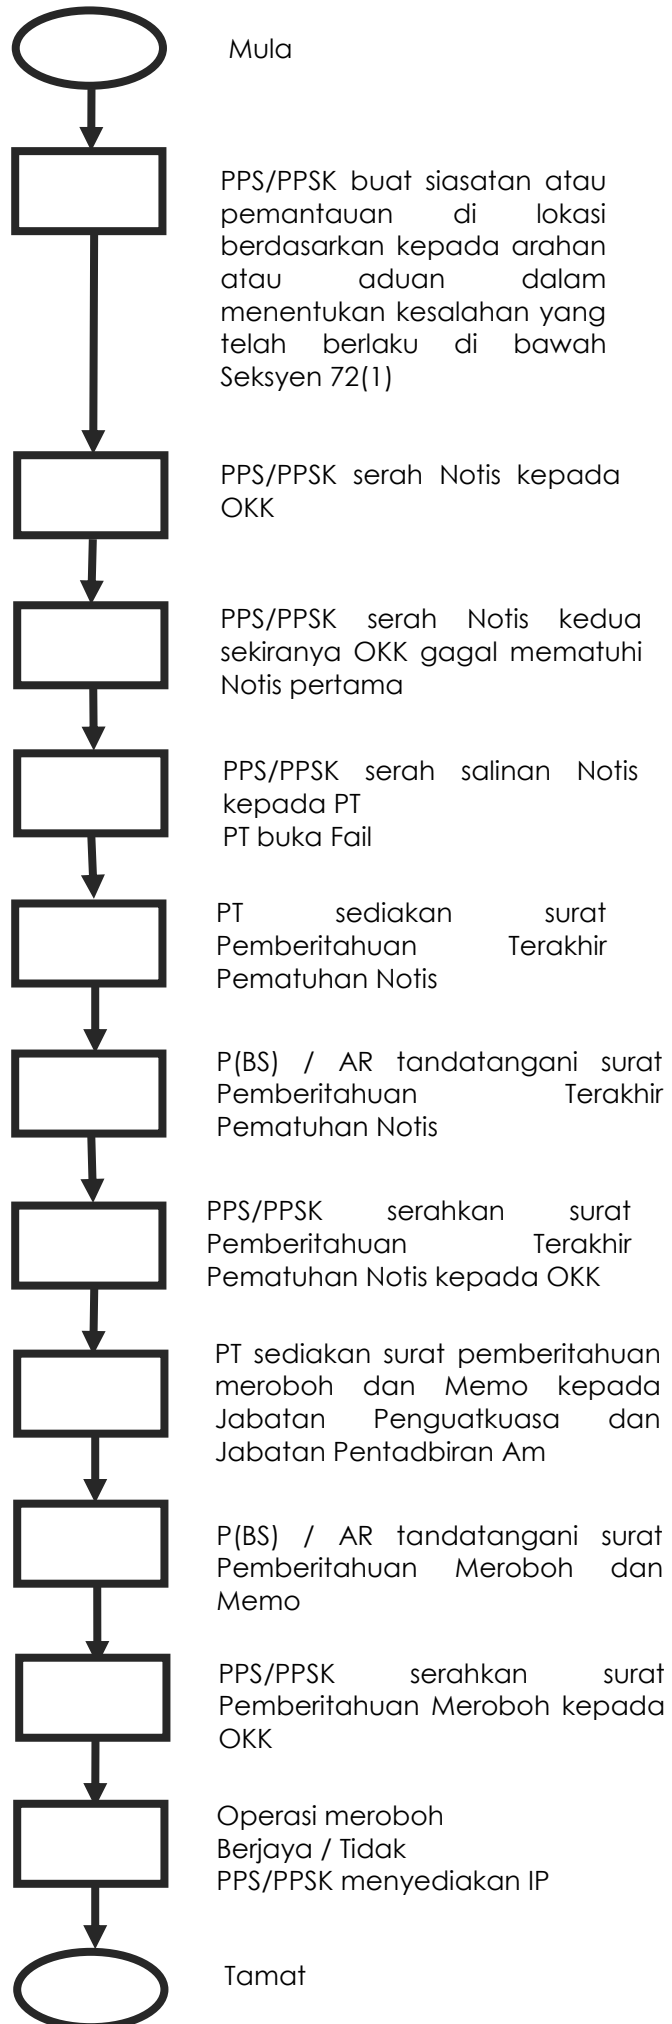 Mula
PPS/PPSK buat siasatan atau
pemantauan di lokasi
berdasarkan kepada arahan
atau aduan dalam
menentukan kesalahan yang
telah berlaku di bawah
Seksyen 72(1)
PPS/PPSK serah Notis kepada
OKK
PPS/PPSK serah Notis kedua
sekiranya OKK gagal mematuhi
Notis pertama
PPS/PPSK serah salinan Notis
kepada PT
PT buka Fail
PT sediakan surat
Pemberitahuan Terakhir
Pematuhan Notis
P(BS) / AR tandatangani surat
Pemberitahuan Terakhir
Pematuhan Notis
PPS/PPSK serahkan surat
Pemberitahuan Terakhir
Pematuhan Notis kepada OKK
PT sediakan surat pemberitahuan
meroboh dan Memo kepada
Jabatan Penguatkuasa dan
Jabatan Pentadbiran Am
P(BS) / AR tandatangani surat
Pemberitahuan Meroboh dan
Memo
PPS/PPSK serahkan surat
Pemberitahuan Meroboh kepada
OKK
Operasi meroboh
Berjaya / Tidak
PPS/PPSK menyediakan IP
Tamat